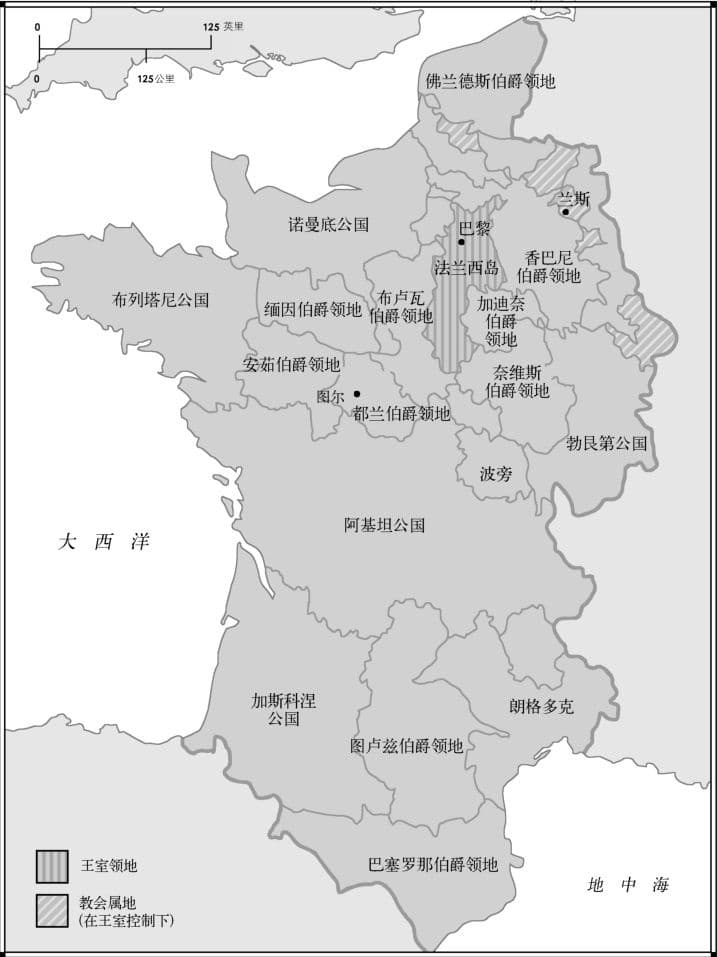 0 125 英里
0 125公里
佛兰德斯伯爵领地
兰斯
诺曼底公国
巴黎
法兰西岛
香巴尼
伯爵领地
布列塔尼公国
缅因伯爵领地
布卢瓦
伯爵领地
加迪奈
伯爵
领地
安茹伯爵领地
奈维斯
伯爵领地
图尔
都兰伯爵领地
勃艮第公国
波旁
阿基坦公国
大西洋
加斯科涅
公国
朗格多克
图卢兹伯爵领地
巴塞罗那伯爵领地
地中海
王室领地
教会属地
(在王室控制下)